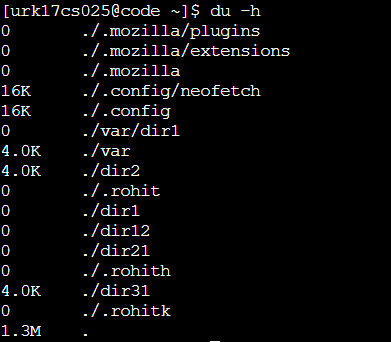 [urk17cs025@code ~]$ du -h
0 ./.mozilla/plugins
0 ./.mozilla/extensions
0 ./.mozilla
16K ./.config/neofetch
16K ./.config
0 ./var/dir1
4.0K ./var
4.0K ./dir2
0 ./.rohit
0 ./dir1
0 ./dir12
0 ./dir21
0 ./.rohith
4.0K ./dir31
0 ./.rohitk
1.3M .